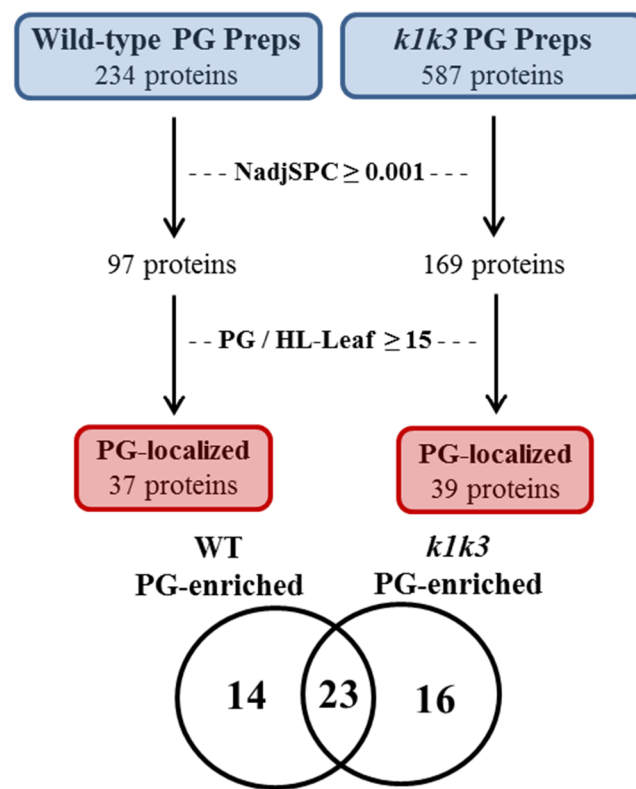 Wild-type PG Preps
234 proteins
k1k3 PG Preps
587 proteins
- - - NadjSPC ≥ 0.001 - - -
97 proteins
169 proteins
- - PG / HL-Leaf ≥ 15 - - -
PG-localized
37 proteins
PG-localized
39 proteins
WT
PG-enriched
k1k3
PG-enriched
14
23
16